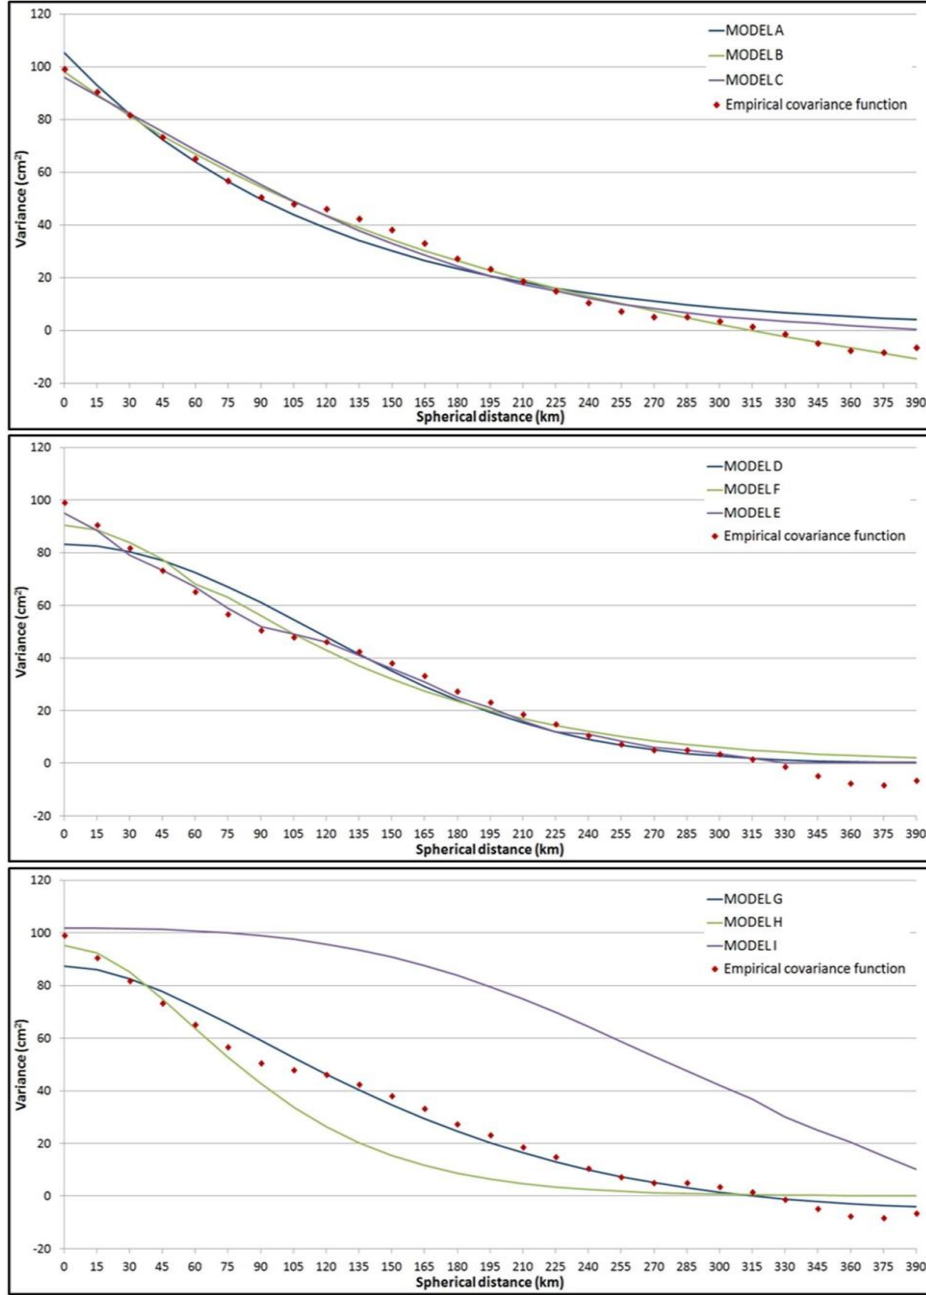 MODEL A
MODEL B
MODEL C
Empirical covariance function
Variance (cm²)
120
100
80
60
40
20
0
-20
0 15 30 45 60 75 90 105 120 135 150 165 180 195 210 225 240 255 270 285 300 315 330 345 360 375 390
Spherical distance (km)
MODEL D
MODEL F
MODEL E
Empirical covariance function
Variance (cm²)
120
100
80
60
40
20
0
-20
0 15 30 45 60 75 90 105 120 135 150 165 180 195 210 225 240 255 270 285 300 315 330 345 360 375 390
Spherical distance (km)
MODEL G
MODEL H
MODEL I
Empirical covariance function
Variance (cm²)
120
100
80
60
40
20
0
-20
0 15 30 45 60 75 90 105 120 135 150 165 180 195 210 225 240 255 270 285 300 315 330 345 360 375 390
Spherical distance (km)